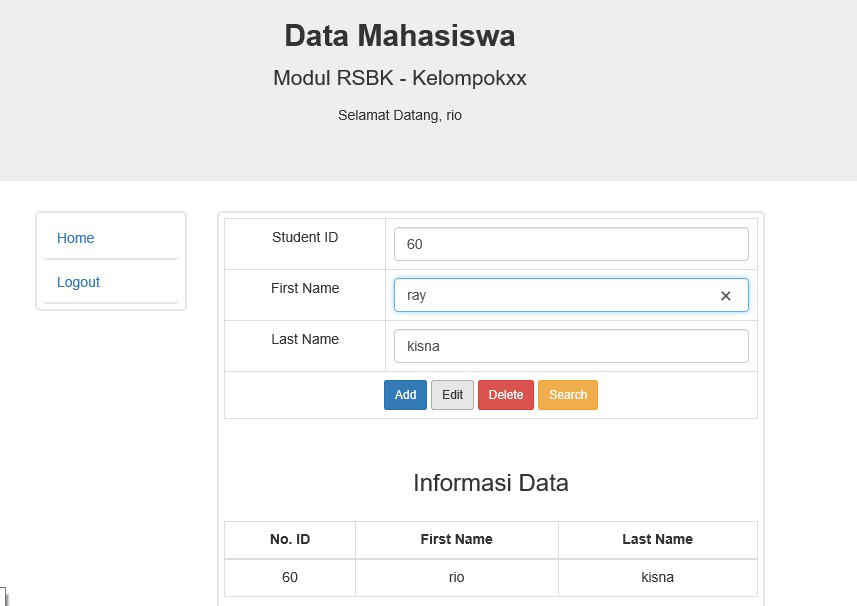 Data Mahasiswa
Modul RSBK - Kelompokxx
Selamat Datang, rio
Home
Logout
Student ID 60
First Name ray ×
Last Name kisna
Add Edit Delete Search
Informasi Data
No. ID First Name Last Name
60 rio kisna